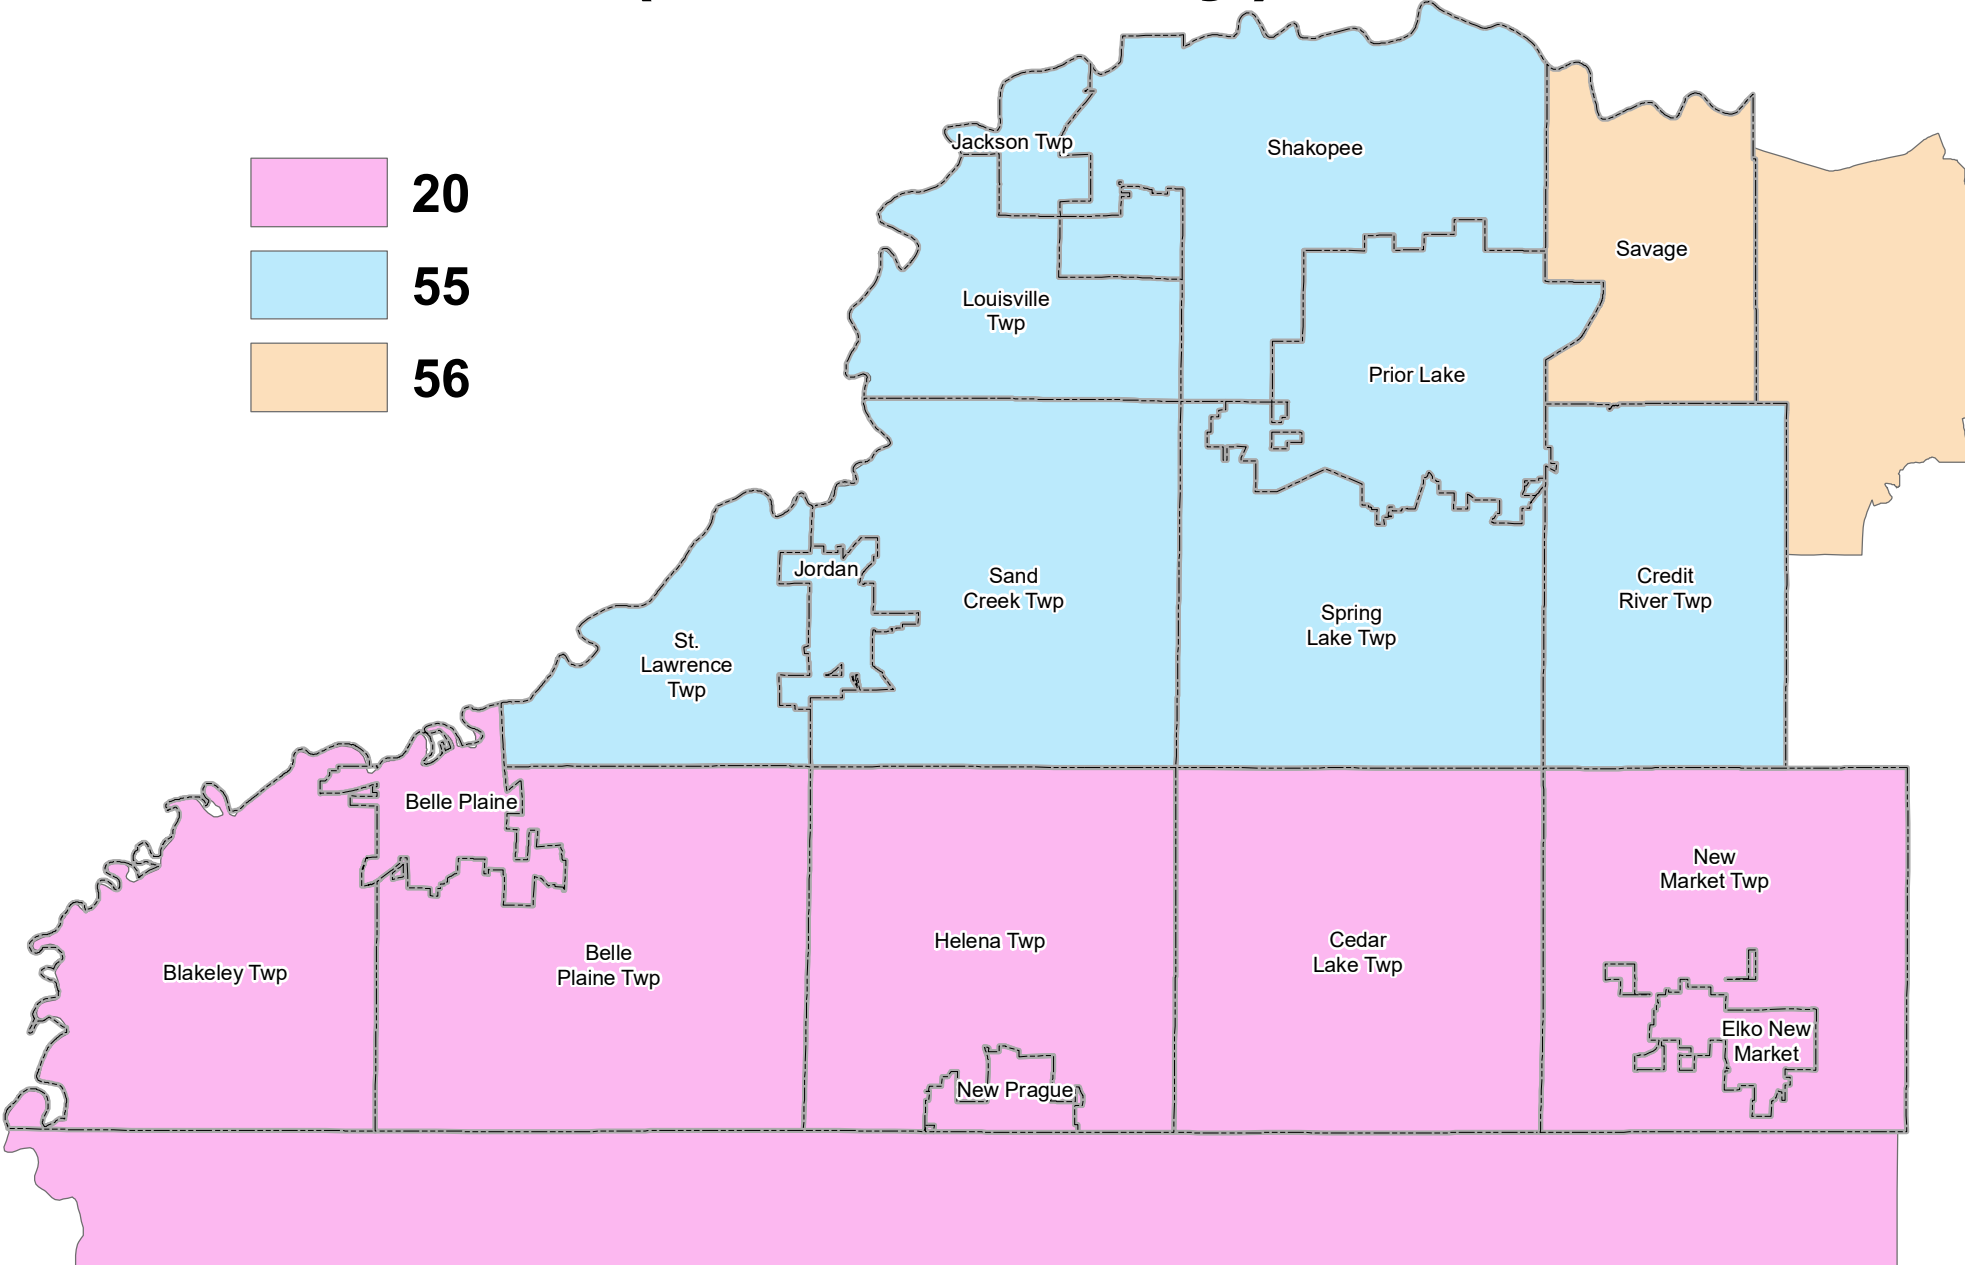 20
55
56
Jackson Twp
Shakopee
Savage
Louisville
Twp
Prior Lake
Jordan
Sand
Creek Twp
Credit
River Twp
Spring
Lake Twp
St.
Lawrence
Twp
Belle Plaine
New
Market Twp
Helena Twp
Cedar
Lake Twp
Belle
Plaine Twp
Blakeley Twp
Elko New
Market
New Prague